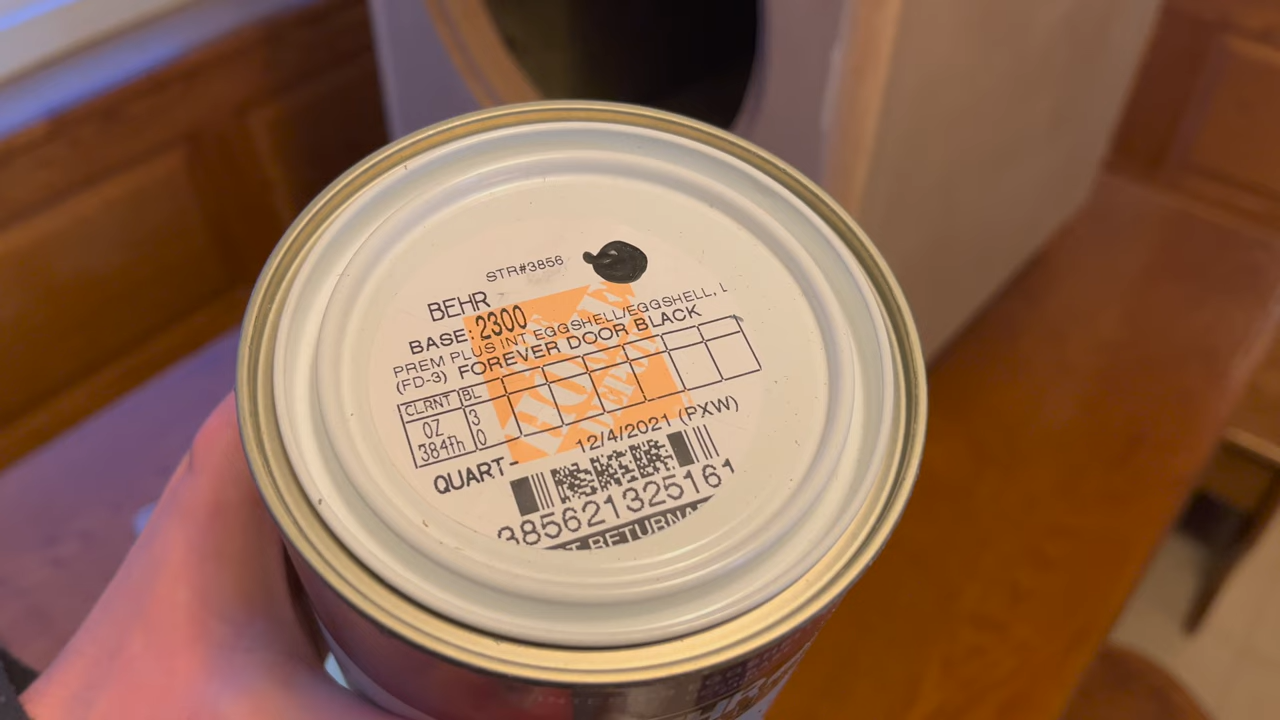 STR#3856
BEHR
BASE: 2300
PREM PLUS INT EGGSHELL/EGGSHELL, L
(FD-3) FOREVER DOOR BLACK
CLRNT BL
OZ 3
384th 0
QUART- 12/4/2021 (PXW)
385621325161